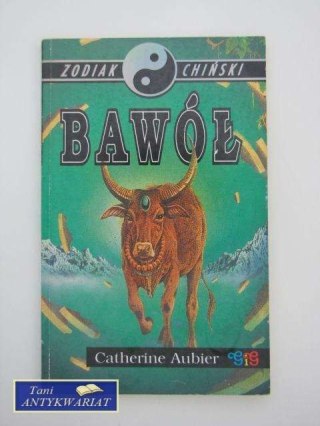 ZODIAK CHIŃSKI
BAWÓŁ
Catherine Aubier GiG
Tani
ANTYKWARIAT